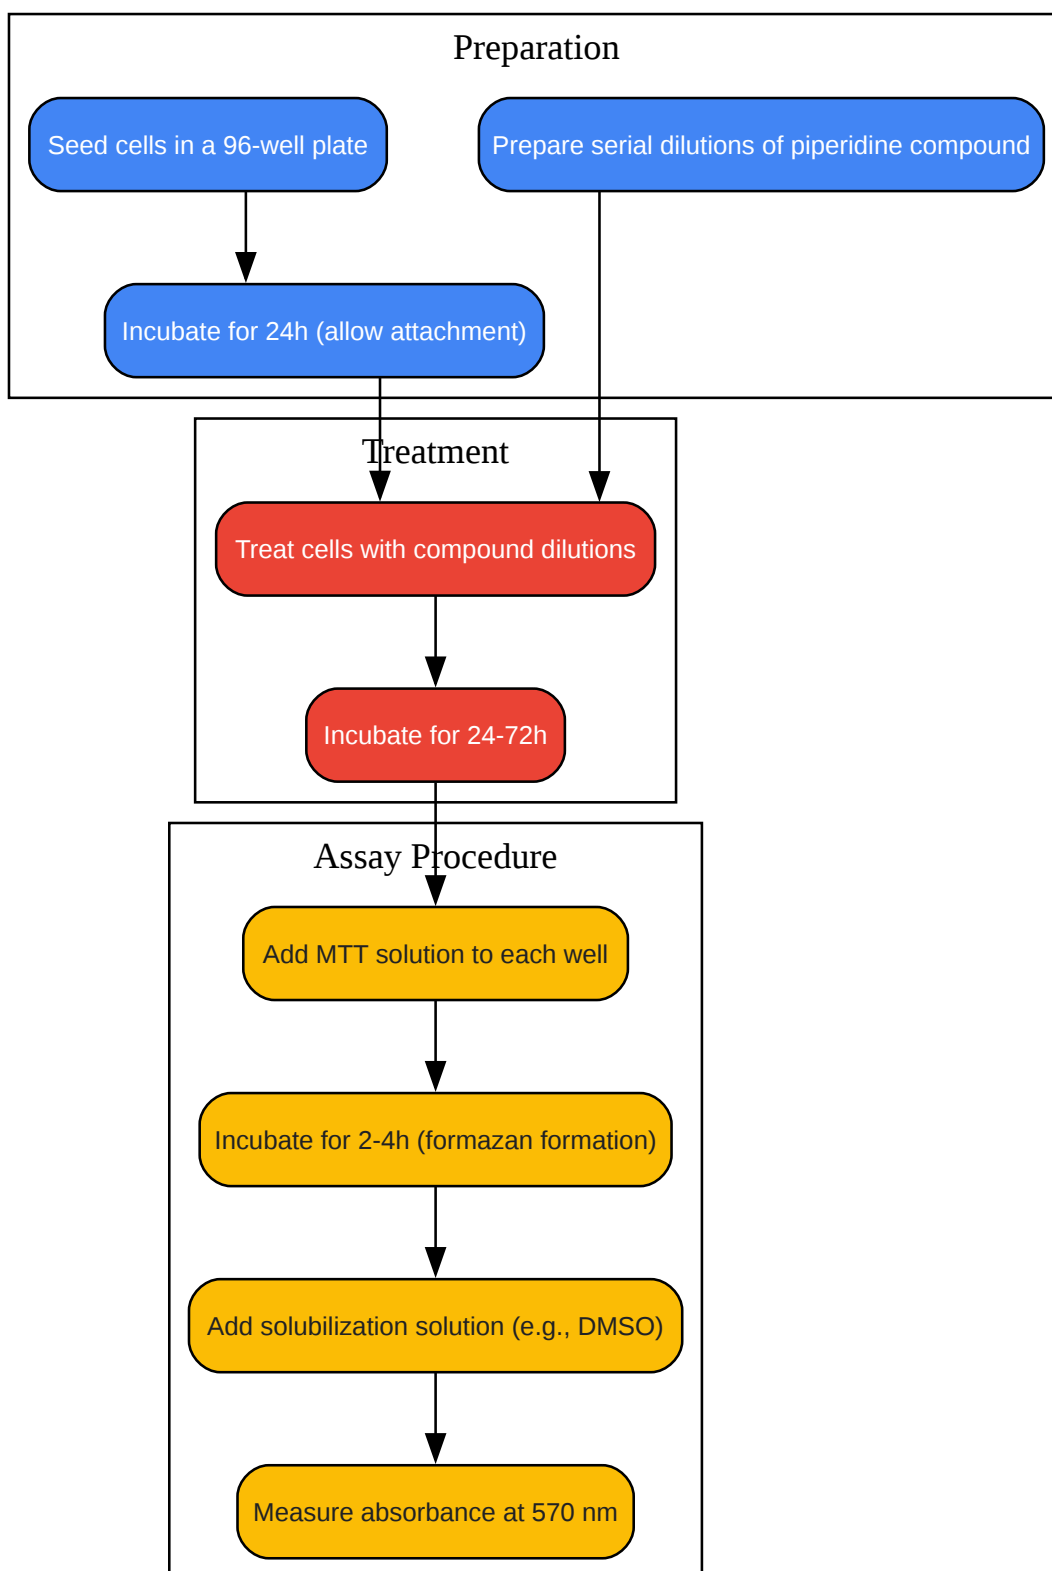 Preparation
Seed cells in a 96-well plate
Prepare serial dilutions of piperidine compound
Incubate for 24h (allow attachment)
Treatment
Treat cells with compound dilutions
Incubate for 24-72h
Assay Procedure
Add MTT solution to each well
Incubate for 2-4h (formazan formation)
Add solubilization solution (e.g., DMSO)
Measure absorbance at 570 nm